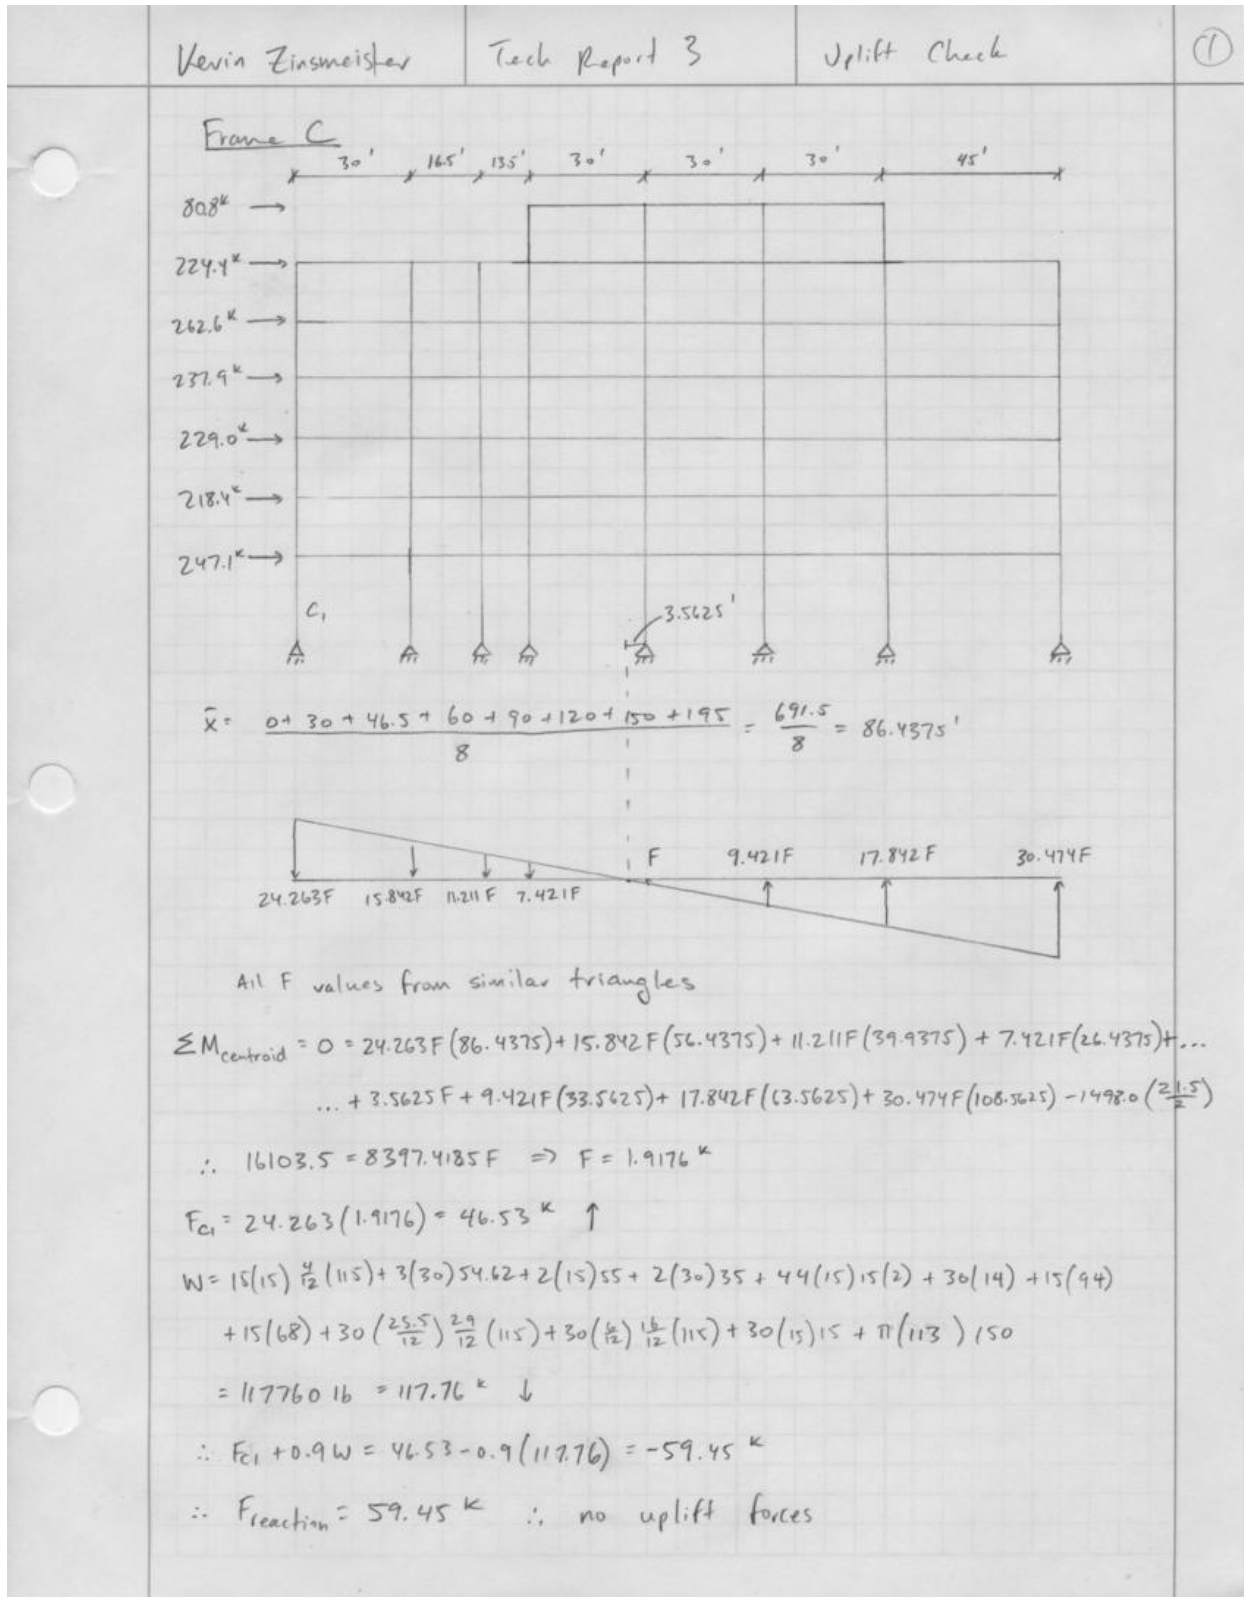 Kevin Zinsmeister Tech Report 3 Uplift Check 1
Frame C
30' 16.5' 13.5' 30' 30' 30' 45'
80.8ᵏ →
224.4ᵏ →
262.6ᵏ →
237.9ᵏ →
229.0ᵏ →
218.4ᵏ →
247.1ᵏ →
C₁ 3.5625'
x̄ = (0+30+46.5+60+90+120+150+195)/8 = 691.5/8 = 86.4375'
F 9.421F 17.842F 30.474F
24.263F 15.842F 11.211F 7.421F
All F values from similar triangles
ΣMcentroid = 0 = 24.263F(86.4375)+15.842F(56.4375)+11.211F(39.9375)+7.421F(26.4375)+...
...+3.5625F+9.421F(33.5625)+17.842F(63.5625)+30.474F(108.5625)-1498.0(21.5/2)
∴ 16103.5 = 8397.4185F ⇒ F = 1.9176ᵏ
Fc₁ = 24.263(1.9176) = 46.53ᵏ ↑
W = 15(15) 4/12 (115)+3(30)54.62+2(15)55+2(30)35+44(15)15(2)+30(14)+15(94)
+15(68)+30(25.5/12) 29/12 (115)+30(6/12) 16/12 (115)+30(15)15+π(113)150
= 117760 lb = 117.76ᵏ ↓
∴ Fc₁+0.9W = 46.53-0.9(117.76) = -59.45ᵏ
∴ Freaction = 59.45ᵏ ∴ no uplift forces